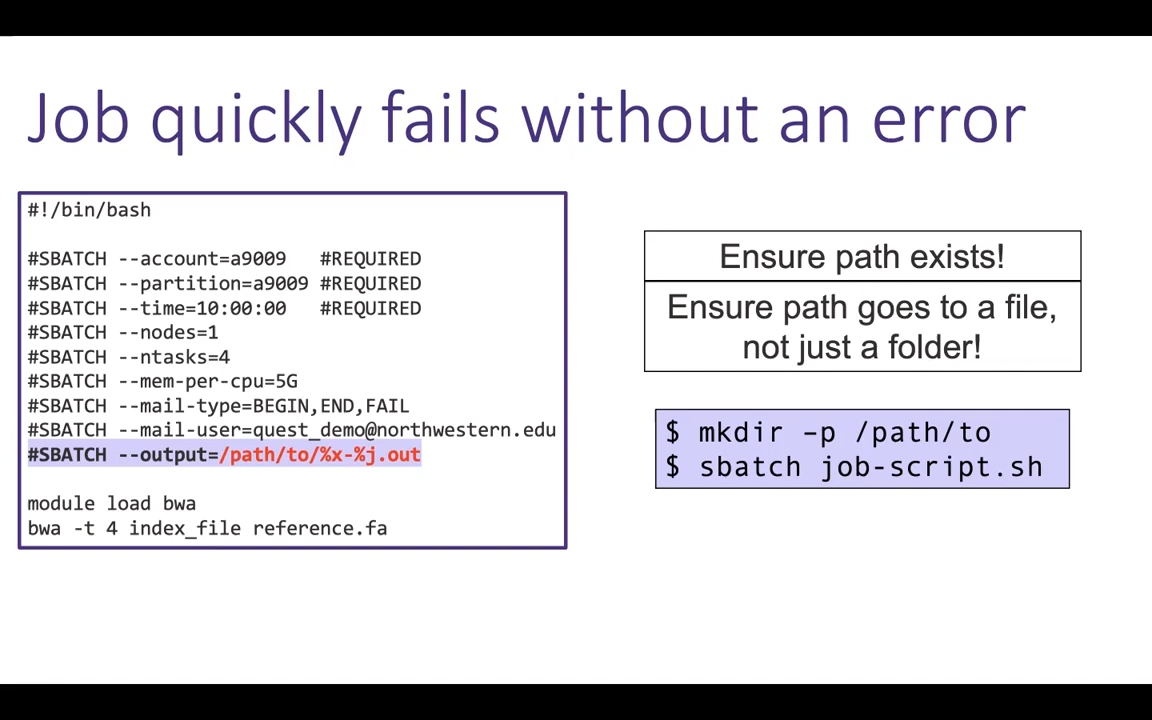 Job quickly fails without an error
#!/bin/bash
#SBATCH --account=a9009 #REQUIRED
#SBATCH --partition=a9009 #REQUIRED
#SBATCH --time=10:00:00 #REQUIRED
#SBATCH --nodes=1
#SBATCH --ntasks=4
#SBATCH --mem-per-cpu=5G
#SBATCH --mail-type=BEGIN,END,FAIL
#SBATCH --mail-user=quest_demo@northwestern.edu
#SBATCH --output=/path/to/%x-%j.out
module load bwa
bwa -t 4 index_file reference.fa
Ensure path exists!
Ensure path goes to a file,
not just a folder!
$ mkdir –p /path/to
$ sbatch job-script.sh